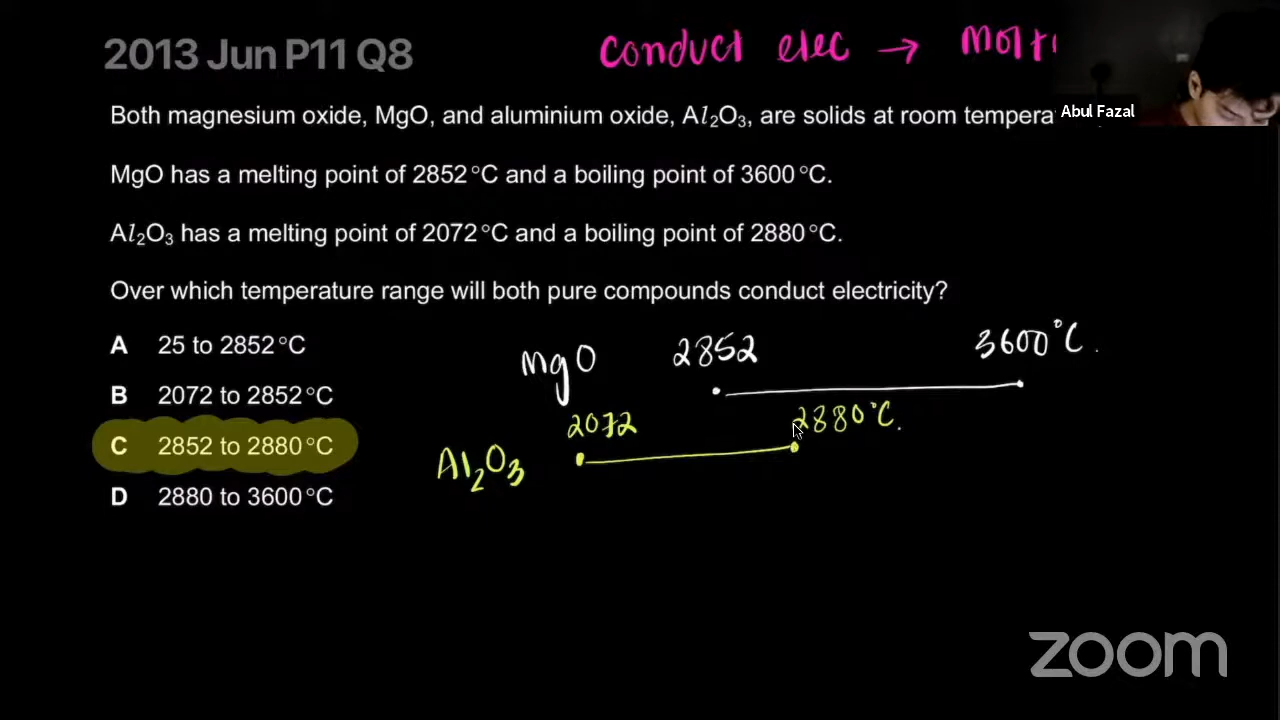 2013 Jun P11 Q8
conduct elec →
Abul Fazal
Both magnesium oxide, MgO, and aluminium oxide, Al₂O₃, are solids at room
MgO has a melting point of 2852 °C and a boiling point of 3600 °C.
Al₂O₃ has a melting point of 2072 °C and a boiling point of 2880 °C.
Over which temperature range will both pure compounds conduct electricity?
A 25 to 2852 °C
B 2072 to 2852 °C
C 2852 to 2880 °C
D 2880 to 3600 °C
MgO 2852 3600°C.
Al₂O₃ 2072 2880°C.
zoom